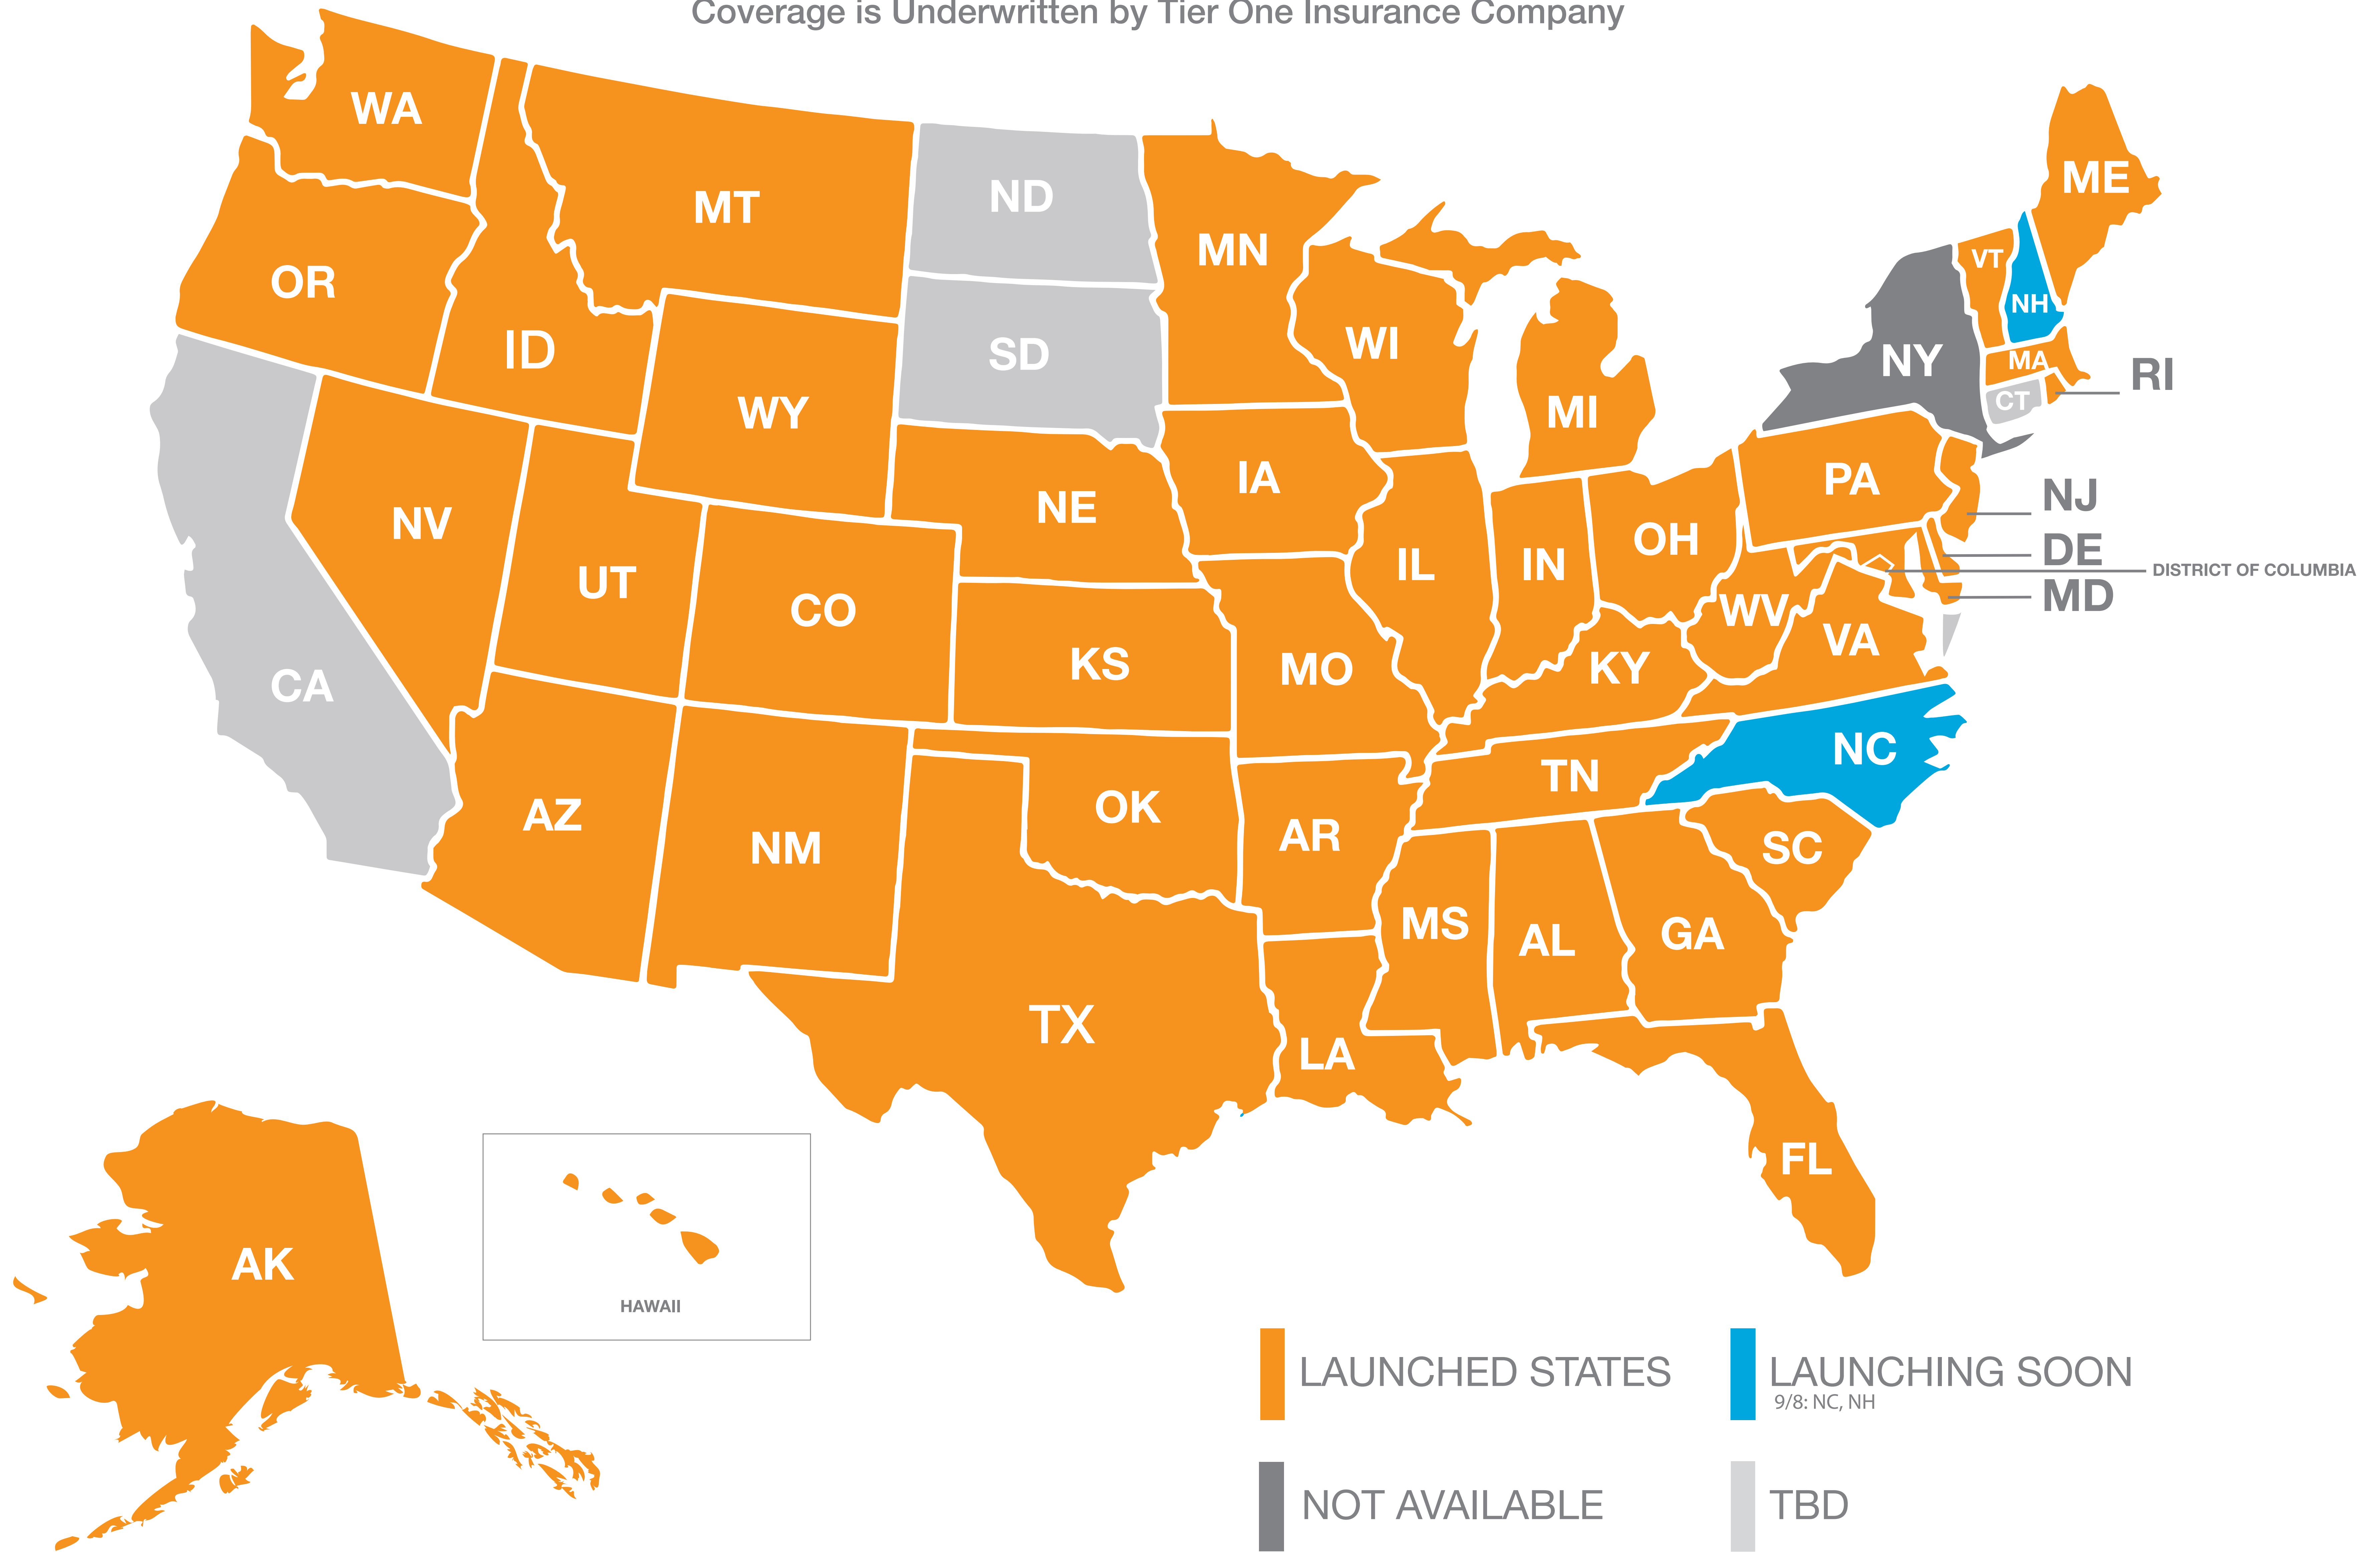 Coverage is Underwritten by Tier One Insurance Company
WA
MT
ND
MN
ME
OR
ID
SD
WI
VT
NH
NY
MA
RI
CT
WY
MI
IA
PA
NV
NE
NJ
OH
DE
UT
IL
IN
DISTRICT OF COLUMBIA
CO
WV
MD
VA
KS
MO
KY
CA
NC
TN
AZ
OK
NM
AR
SC
MS
AL
GA
TX
LA
FL
AK
HAWAII
LAUNCHED STATES
LAUNCHING SOON
9/8: NC, NH
NOT AVAILABLE
TBD